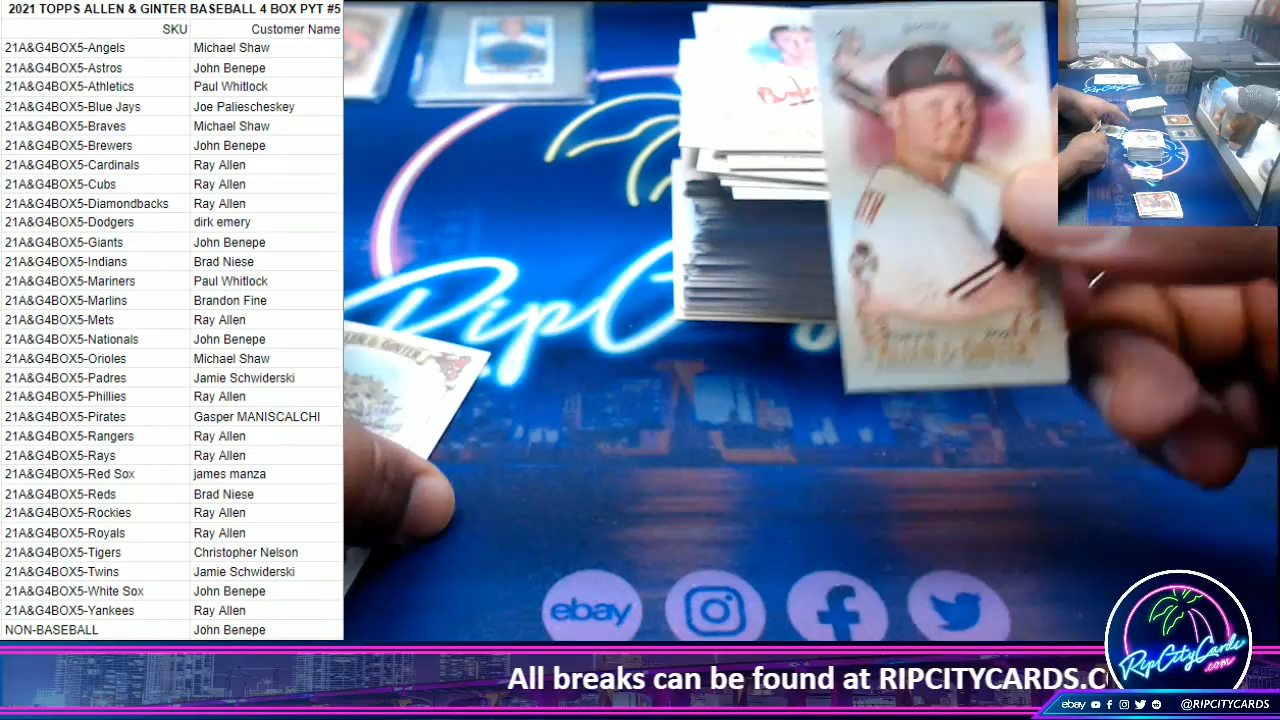 2021 TOPPS ALLEN & GINTER BASEBALL 4 BOX PYT #5
SKU Customer Name
21A&G4BOX5-Angels Michael Shaw
21A&G4BOX5-Astros John Benepe
21A&G4BOX5-Athletics Paul Whitlock
21A&G4BOX5-Blue Jays Joe Paliescheskey
21A&G4BOX5-Braves Michael Shaw
21A&G4BOX5-Brewers John Benepe
21A&G4BOX5-Cardinals Ray Allen
21A&G4BOX5-Cubs Ray Allen
21A&G4BOX5-Diamondbacks Ray Allen
21A&G4BOX5-Dodgers dirk emery
21A&G4BOX5-Giants John Benepe
21A&G4BOX5-Indians Brad Niese
21A&G4BOX5-Mariners Paul Whitlock
21A&G4BOX5-Marlins Brandon Fine
21A&G4BOX5-Mets Ray Allen
21A&G4BOX5-Nationals John Benepe
21A&G4BOX5-Orioles Michael Shaw
21A&G4BOX5-Padres Jamie Schwiderski
21A&G4BOX5-Phillies Ray Allen
21A&G4BOX5-Pirates Gasper MANISCALCHI
21A&G4BOX5-Rangers Ray Allen
21A&G4BOX5-Rays Ray Allen
21A&G4BOX5-Red Sox james manza
21A&G4BOX5-Reds Brad Niese
21A&G4BOX5-Rockies Ray Allen
21A&G4BOX5-Royals Ray Allen
21A&G4BOX5-Tigers Christopher Nelson
21A&G4BOX5-Twins Jamie Schwiderski
21A&G4BOX5-White Sox John Benepe
21A&G4BOX5-Yankees Ray Allen
NON-BASEBALL John Benepe
RipC
ALLEN & GINTER
ebay
All breaks can be found at RIPCITYCARDS.C
RipCityCards
.com
ebay @RIPCITYCARDS